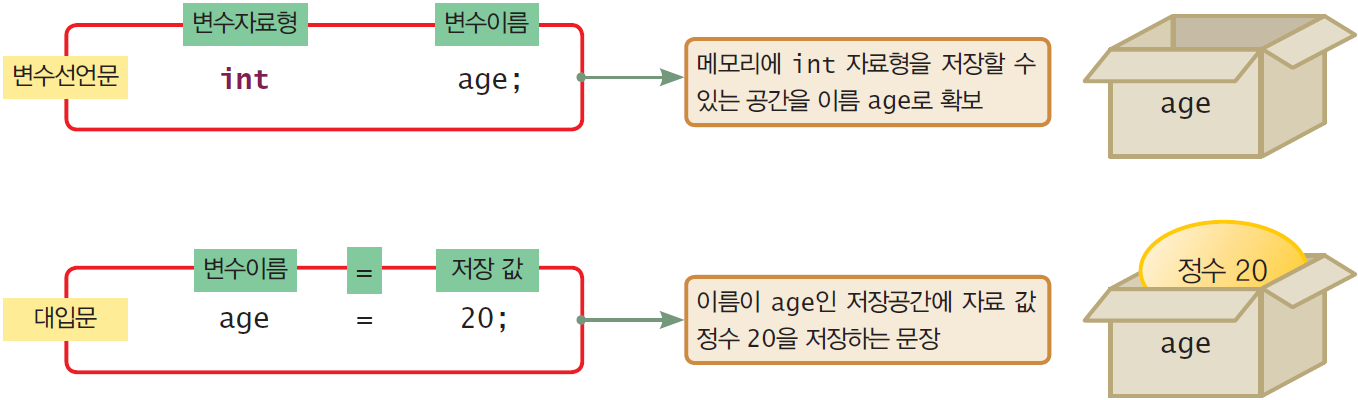 변수자료형 변수이름
변수선언문 int age;
메모리에 int 자료형을 저장할 수
있는 공간을 이름 age로 확보
age
변수이름 = 저장 값
대입문 age = 20;
이름이 age인 저장공간에 자료 값
정수 20을 저장하는 문장
정수 20
age